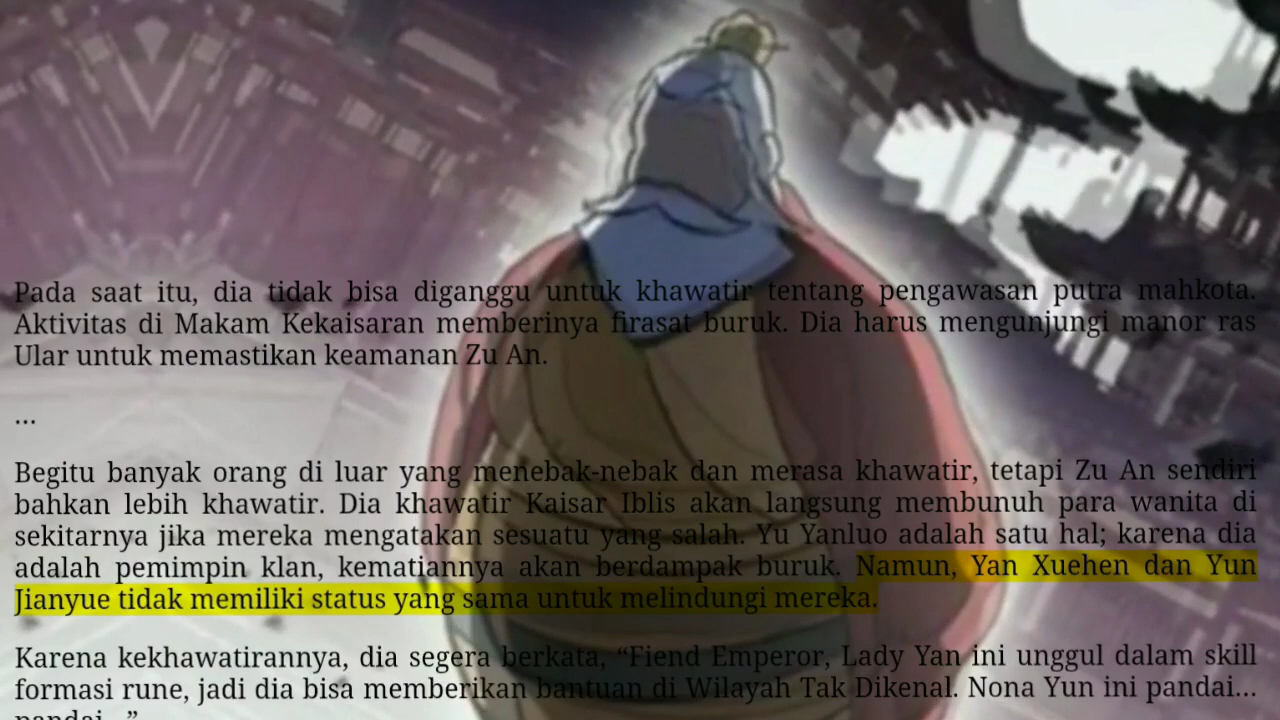 Pada saat itu, dia tidak bisa diganggu untuk khawatir tentang pengawasan putra mahkota.
Aktivitas di Makam Kekaisaran memberinya firasat buruk. Dia harus mengunjungi manor ras
Ular untuk memastikan keamanan Zu An.
...
Begitu banyak orang di luar yang menebak-nebak dan merasa khawatir, tetapi Zu An sendiri
bahkan lebih khawatir. Dia khawatir Kaisar Iblis akan langsung membunuh para wanita di
sekitarnya jika mereka mengatakan sesuatu yang salah. Yu Yanluo adalah satu hal; karena dia
adalah pemimpin klan, kematiannya akan berdampak buruk. Namun, Yan Xuehen dan Yun
Jianyue tidak memiliki status yang sama untuk melindungi mereka.
Karena kekhawatirannya, dia segera berkata, “Fiend Emperor, Lady Yan ini unggul dalam skill
formasi rune, jadi dia bisa memberikan bantuan di Wilayah Tak Dikenal. Nona Yun ini pandai...
pandai...”